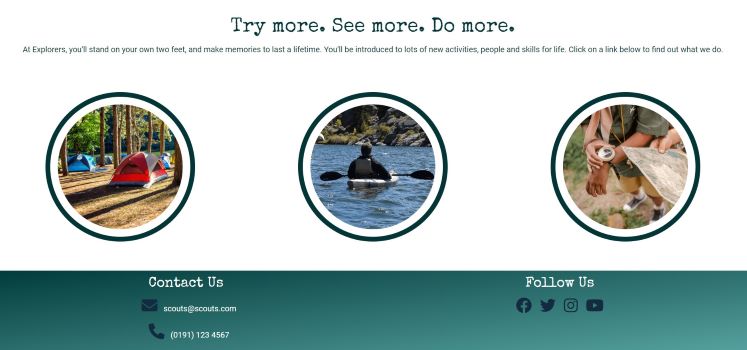 Try more. See more. Do more.
At Explorers, you'll stand on your own two feet, and make memories to last a lifetime. You'll be introduced to lots of new activities, people and skills for life. Click on a link below to find out what we do.
Contact Us
scouts@scouts.com
(0191) 123 4567
Follow Us